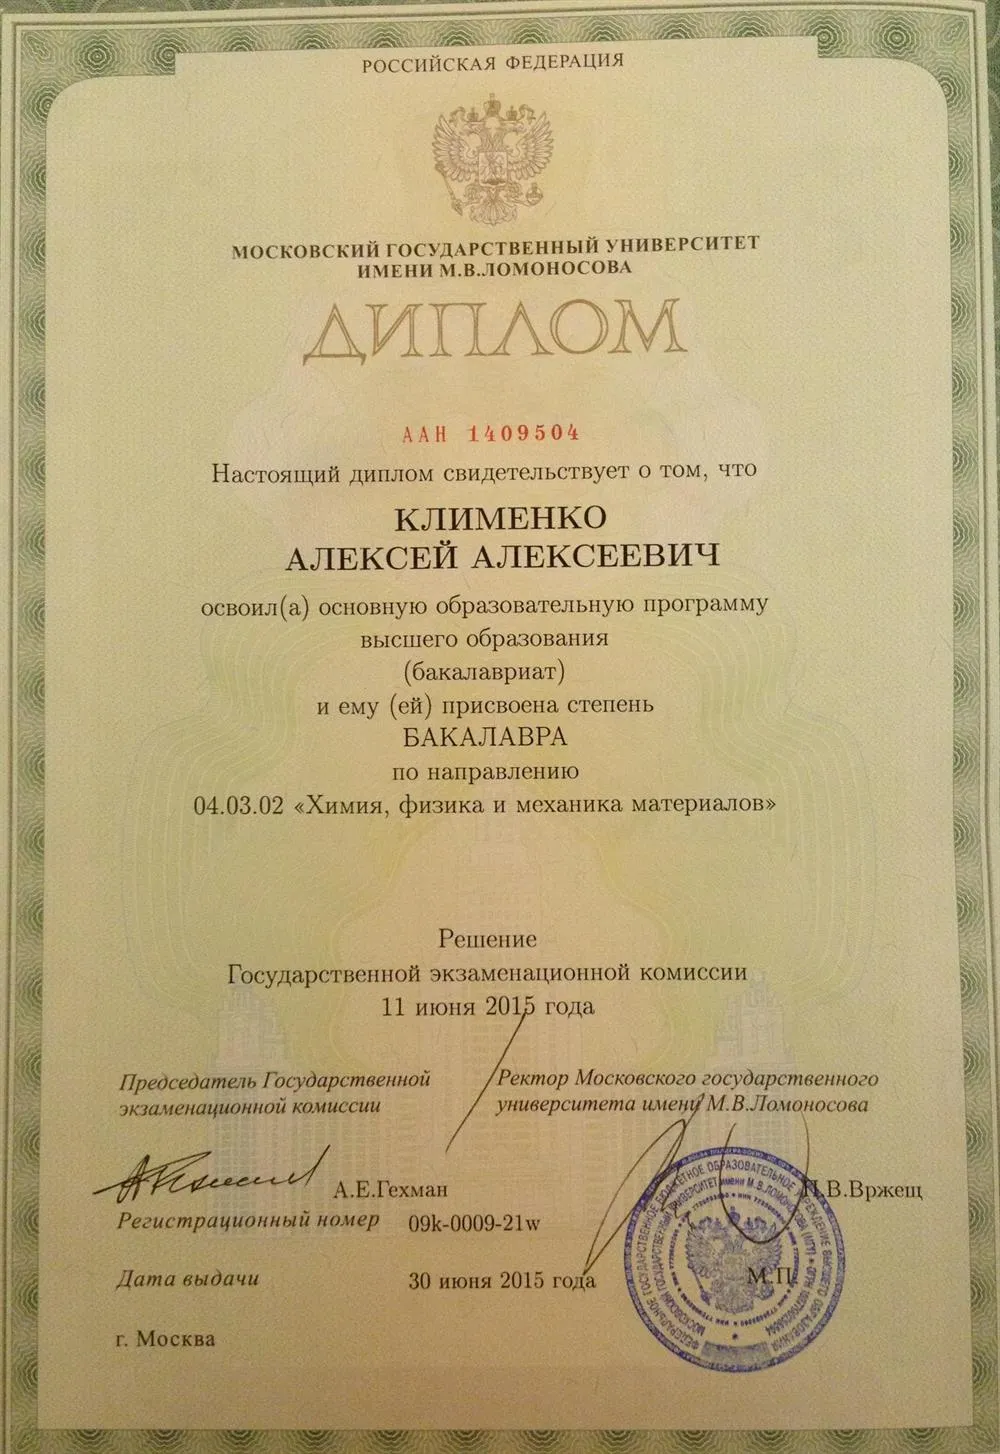 РОССИЙСКАЯ ФЕДЕРАЦИЯ
МОСКОВСКИЙ ГОСУДАРСТВЕННЫЙ УНИВЕРСИТЕТ
ИМЕНИ М.В.ЛОМОНОСОВА
ДИПЛОМ
ААН 1409504
Настоящий диплом свидетельствует о том, что
КЛИМЕНКО
АЛЕКСЕЙ АЛЕКСЕЕВИЧ
освоил(а) основную образовательную программу
высшего образования
(бакалавриат)
и ему (ей) присвоена степень
БАКАЛАВРА
по направлению
04.03.02 «Химия, физика и механика материалов»
Решение
Государственной экзаменационной комиссии
11 июня 2015 года
Председатель Государственной
экзаменационной комиссии
А.Е.Гехман
Ректор Московского государственного
университета имени М.В.Ломоносова
П.В.Вржещ
Регистрационный номер 09k-0009-21w
Дата выдачи 30 июня 2015 года
М.П.
г. Москва